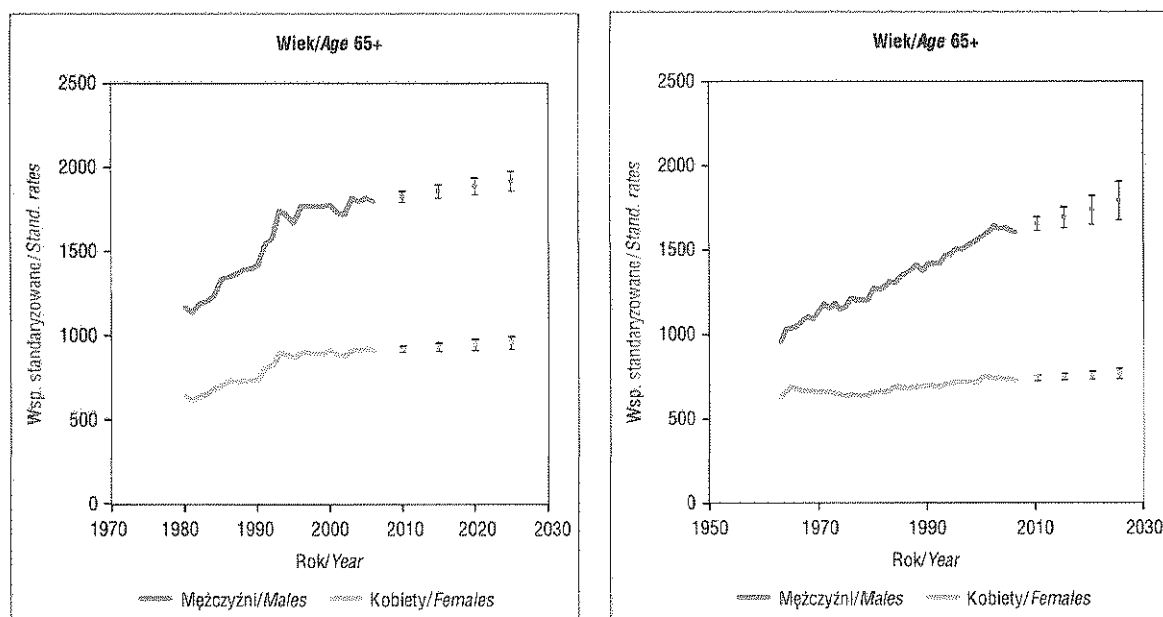 Wiek/Age 65+
2500
2000
1500
1000
500
0
1970 1980 1990 2000 2010 2020 2030
Wsp. standaryzowane/Stand. rates
Rok/Year
Mężczyźni/Males Kobiety/Females
Wiek/Age 65+
2500
2000
1500
1000
500
0
1950 1970 1990 2010 2030
Wsp. standaryzowane/Stand. rates
Rok/Year
Mężczyźni/Males Kobiety/Females